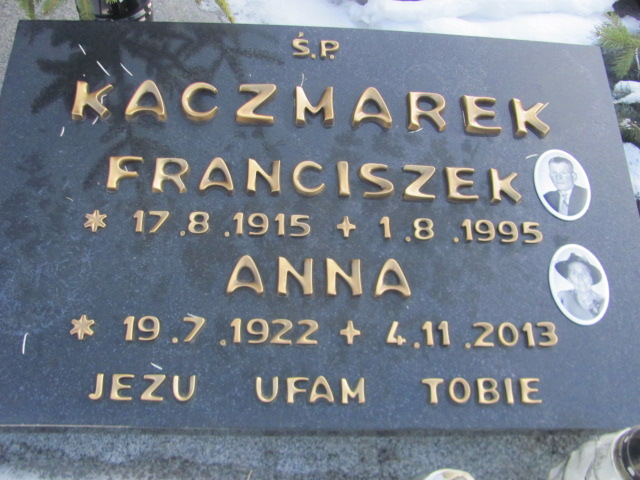 Ś.P.
KACZMAREK
FRANCISZEK
* 17.8.1915 + 1.8.1995
ANNA
* 19.7.1922 + 4.11.2013
JEZU UFAM TOBIE